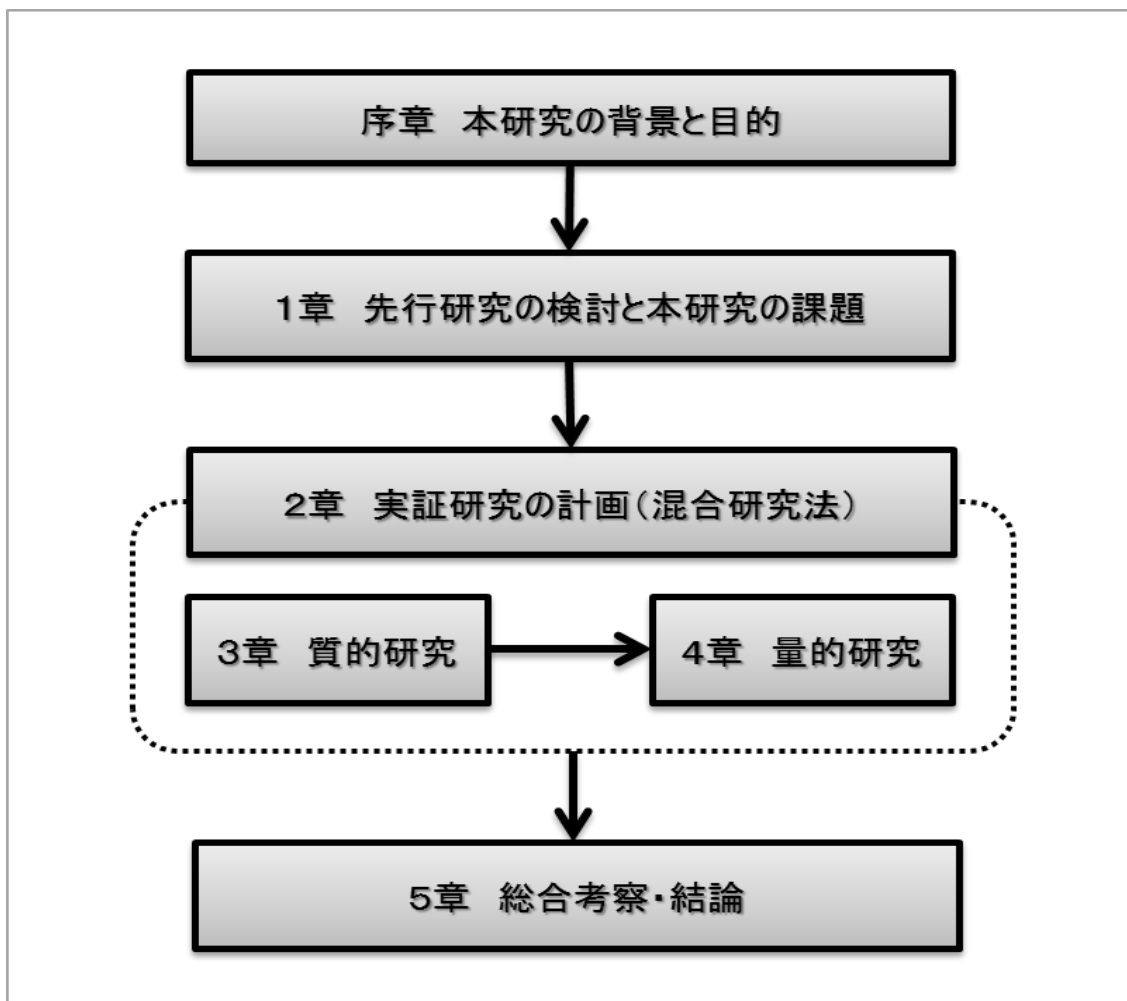 序章　本研究の背景と目的
１章　先行研究の検討と本研究の課題
２章　実証研究の計画（混合研究法）
３章　質的研究
４章　量的研究
５章　総合考察・結論